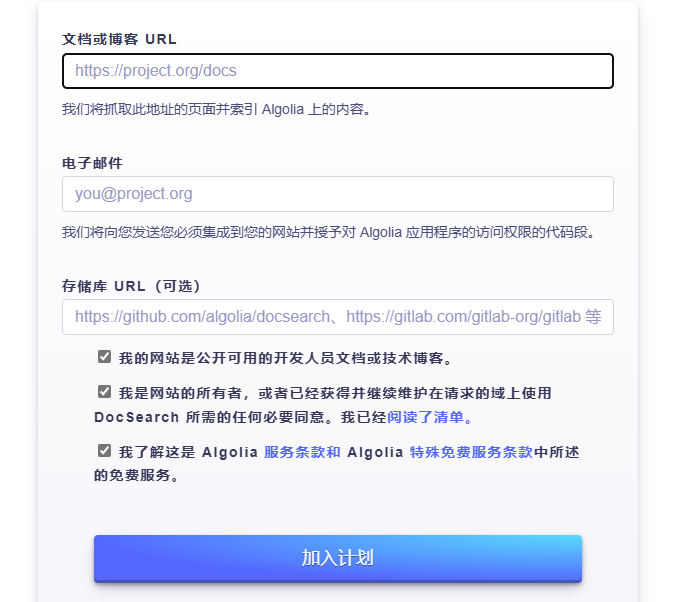 文档或博客 URL
https://project.org/docs
我们将抓取此地址的页面并索引 Algolia 上的内容。
电子邮件
you@project.org
我们将向您发送您必须集成到您的网站并授予对 Algolia 应用程序的访问权限的代码段。
存储库 URL（可选）
https://github.com/algolia/docsearch、https://gitlab.com/gitlab-org/gitlab 等
我的网站是公开可用的开发人员文档或技术博客。
我是网站的所有者，或者已经获得并继续维护在请求的域上使用
DocSearch 所需的任何必要同意。我已经阅读了清单。
我了解这是 Algolia 服务条款和 Algolia 特殊免费服务条款中所述
的免费服务。
加入计划